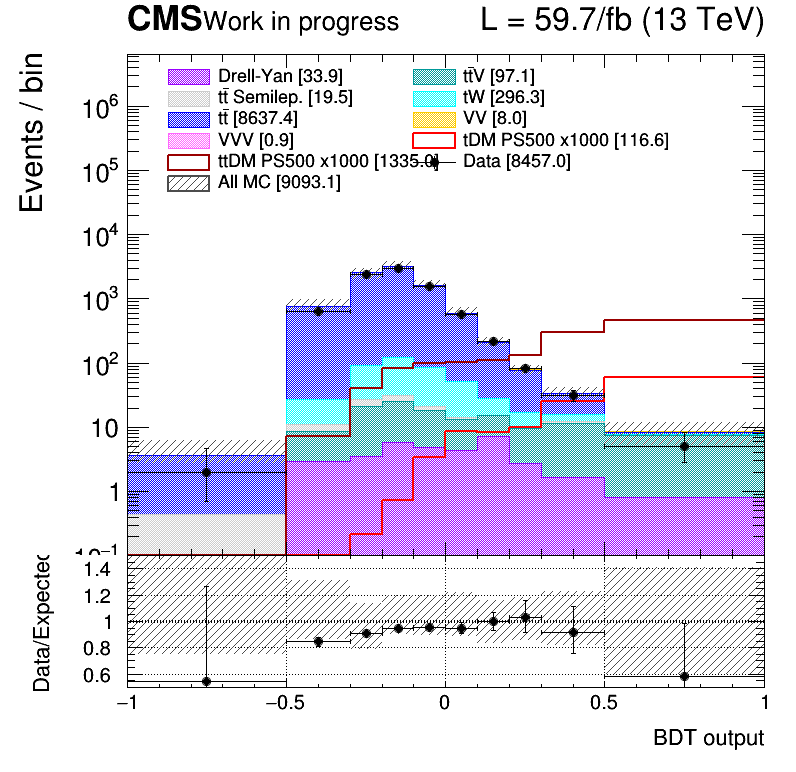 CMS Work in progress L = 59.7/fb (13 TeV)
Events / bin
Drell-Yan [33.9] tt̄V [97.1]
tt̄ Semilep. [19.5] tW [296.3]
tt̄ [8637.4] VV [8.0]
VVV [0.9] tDM PS500 x1000 [116.6]
ttDM PS500 x1000 [1335.0] Data [8457.0]
All MC [9093.1]
10⁶
10⁵
10⁴
10³
10²
10
1
10⁻¹
Data/Expected
1.4
1.2
1
0.8
0.6
−1 −0.5 0 0.5 1
BDT output